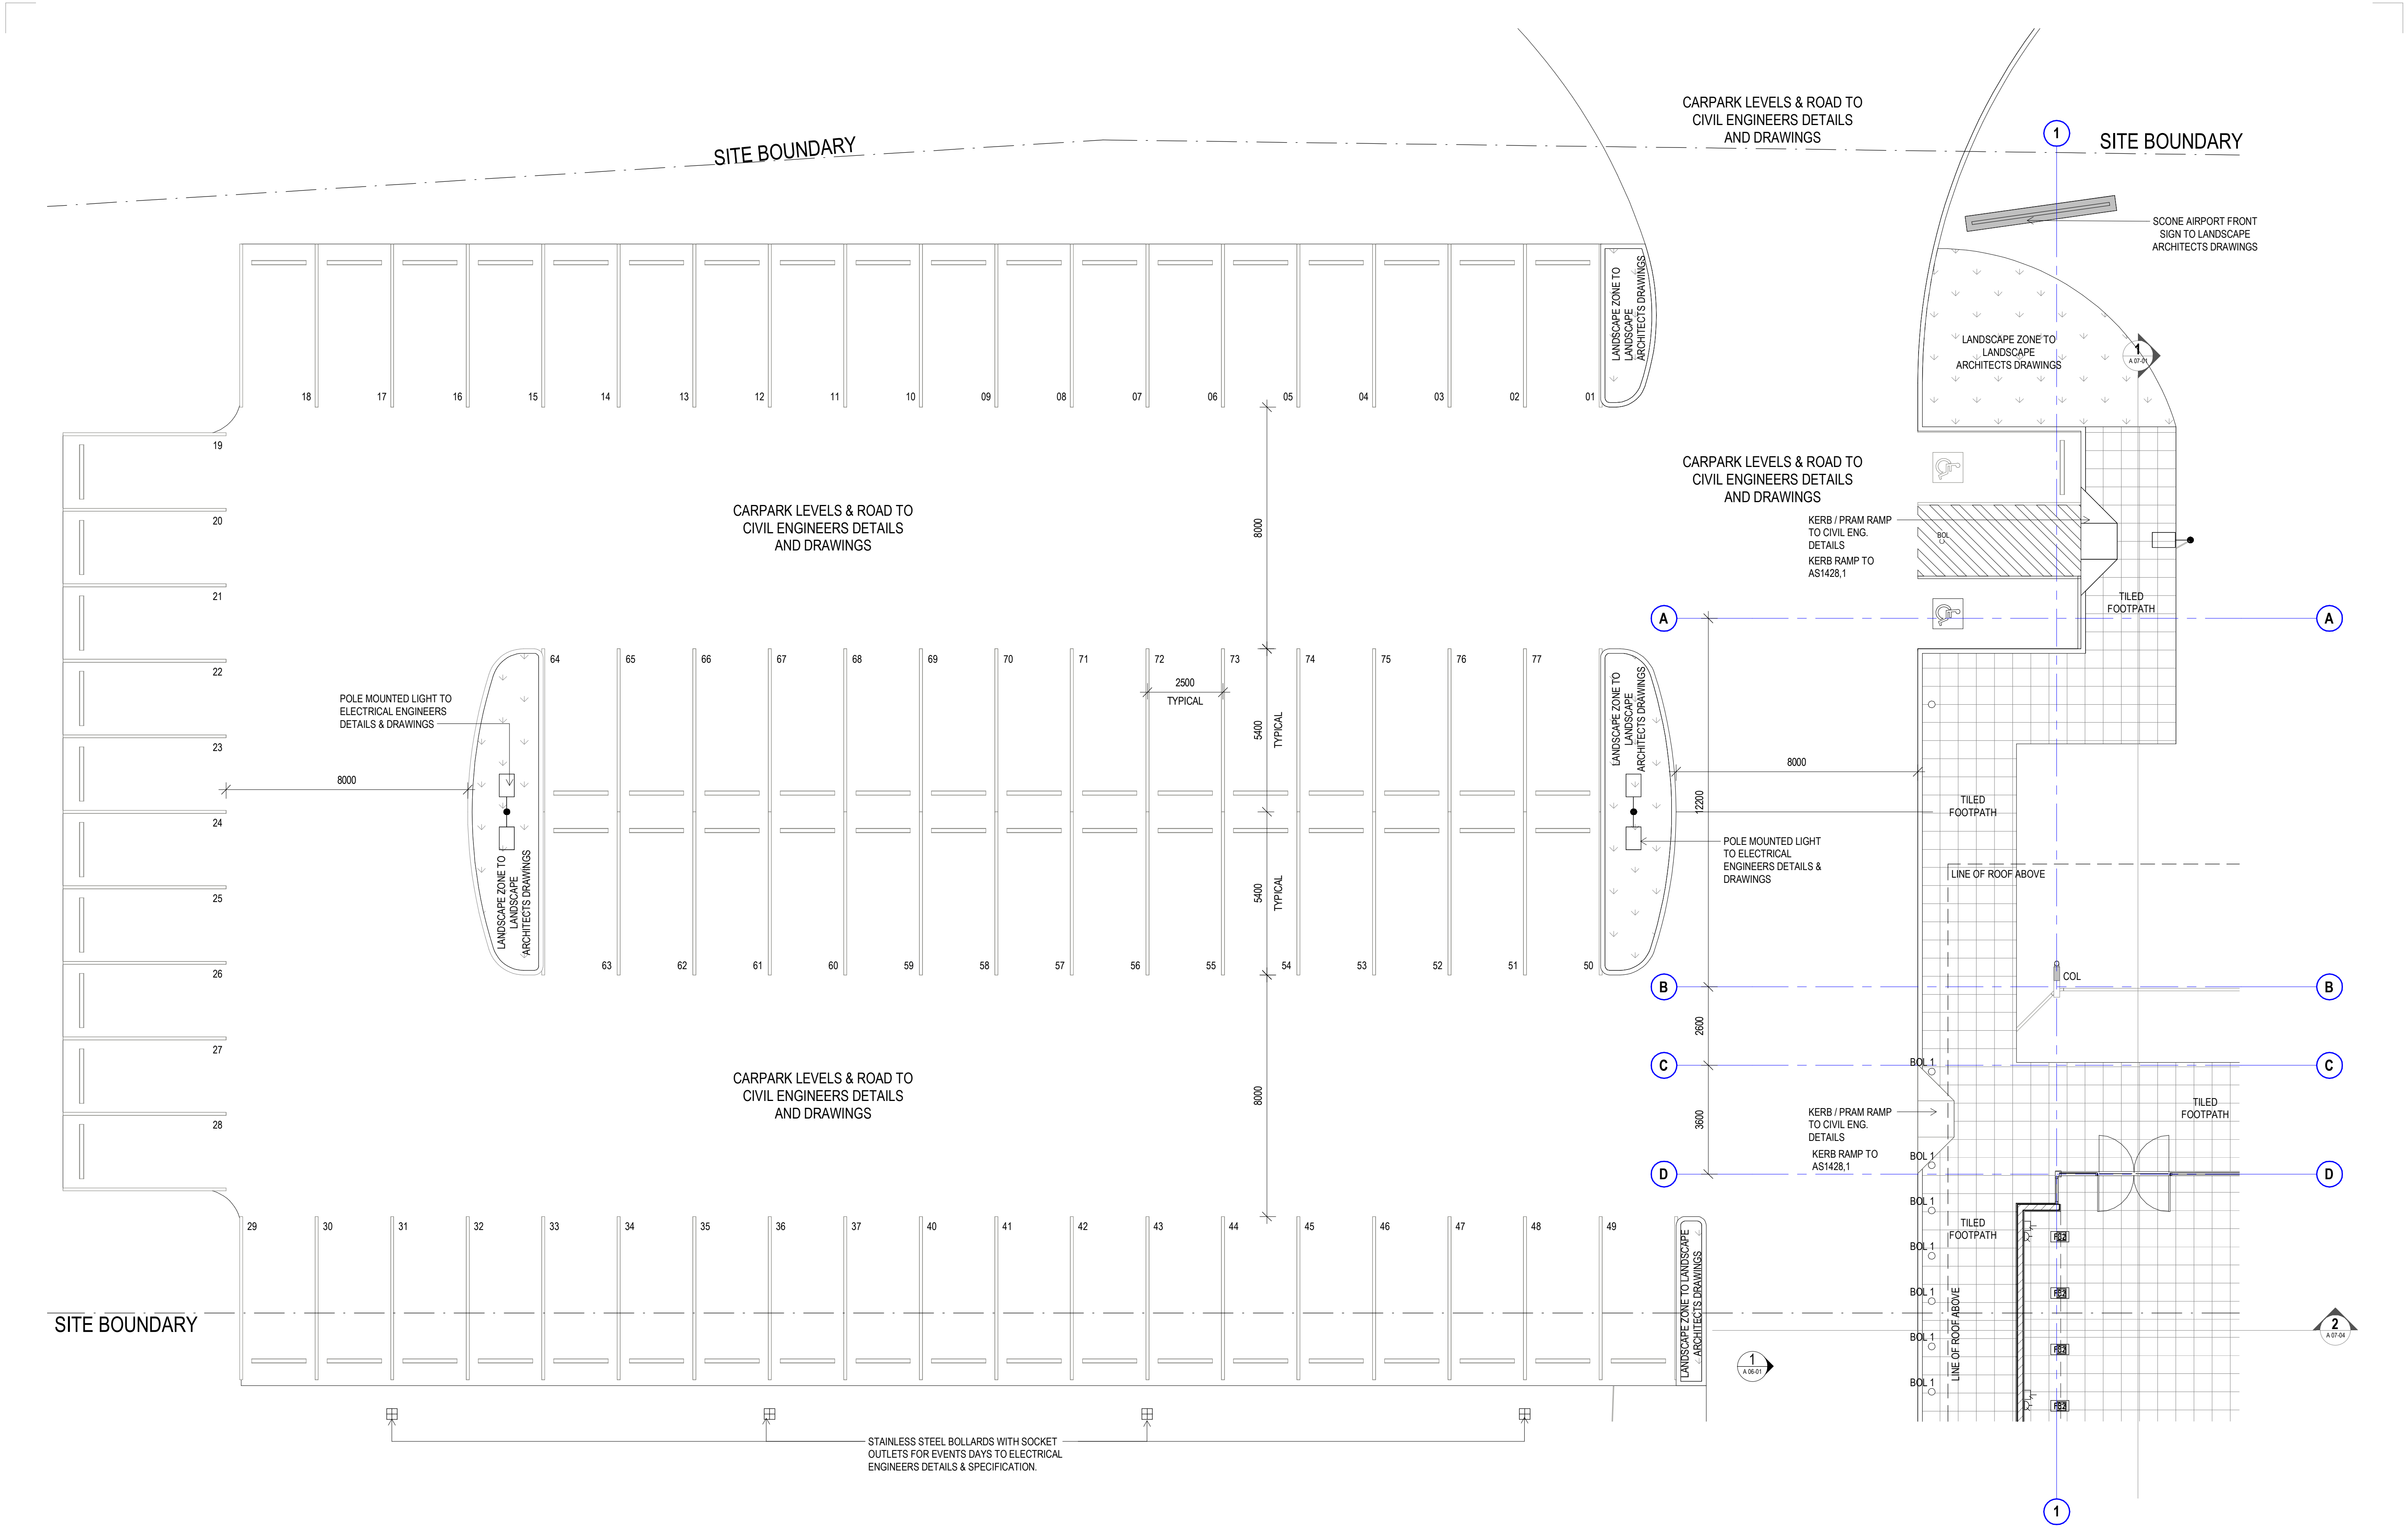 CARPARK LEVELS & ROAD TO
CIVIL ENGINEERS DETAILS
AND DRAWINGS
1
SITE BOUNDARY
SITE BOUNDARY
SCONE AIRPORT FRONT
SIGN TO LANDSCAPE
ARCHITECTS DRAWINGS
LANDSCAPE ZONE TO
LANDSCAPE
ARCHITECTS DRAWINGS
LANDSCAPE ZONE TO
LANDSCAPE
ARCHITECTS DRAWINGS
1
A 07-01
18
17
16
15
14
13
12
11
10
09
08
07
06
05
04
03
02
01
19
20
21
22
23
24
25
26
27
28
CARPARK LEVELS & ROAD TO
CIVIL ENGINEERS DETAILS
AND DRAWINGS
8000
CARPARK LEVELS & ROAD TO
CIVIL ENGINEERS DETAILS
AND DRAWINGS
KERB / PRAM RAMP
TO CIVIL ENG.
DETAILS
KERB RAMP TO
AS1428,1
BOL
TILED
FOOTPATH
A
A
64
65
66
67
68
69
70
71
72
73
74
75
76
77
2500
TYPICAL
5400
TYPICAL
POLE MOUNTED LIGHT TO
ELECTRICAL ENGINEERS
DETAILS & DRAWINGS
8000
LANDSCAPE ZONE TO
LANDSCAPE
ARCHITECTS DRAWINGS
LANDSCAPE ZONE TO
LANDSCAPE
ARCHITECTS DRAWINGS
8000
12200
TILED
FOOTPATH
POLE MOUNTED LIGHT
TO ELECTRICAL
ENGINEERS DETAILS &
DRAWINGS
LINE OF ROOF ABOVE
5400
TYPICAL
63
62
61
60
59
58
57
56
55
54
53
52
51
50
COL
B
B
2600
C
C
BOL 1
CARPARK LEVELS & ROAD TO
CIVIL ENGINEERS DETAILS
AND DRAWINGS
8000
3600
KERB / PRAM RAMP
TO CIVIL ENG.
DETAILS
KERB RAMP TO
AS1428,1
TILED
FOOTPATH
BOL 1
D
D
BOL 1
TILED
FOOTPATH
BOL 1
BOL 1
BOL 1
BOL 1
LINE OF ROOF ABOVE
29
30
31
32
33
34
35
36
37
40
41
42
43
44
45
46
47
48
49
LANDSCAPE ZONE TO LANDSCAPE
ARCHITECTS DRAWINGS
SITE BOUNDARY
2
A 07-04
1
A 06-01
STAINLESS STEEL BOLLARDS WITH SOCKET
OUTLETS FOR EVENTS DAYS TO ELECTRICAL
ENGINEERS DETAILS & SPECIFICATION.
1